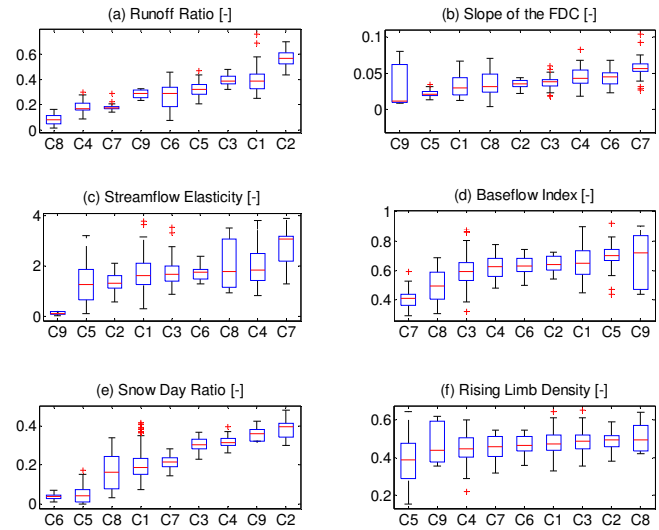 (a) Runoff Ratio [-]
0.6
0.4
0.2
0
C8 C4 C7 C9 C6 C5 C3 C1 C2
(b) Slope of the FDC [-]
0.1
0.05
0
C9 C5 C1 C8 C2 C3 C4 C6 C7
(c) Streamflow Elasticity [-]
4
2
0
C9 C5 C2 C1 C3 C6 C8 C4 C7
(d) Baseflow Index [-]
1
0.8
0.6
0.4
C7 C8 C3 C4 C6 C2 C1 C5 C9
(e) Snow Day Ratio [-]
0.4
0.2
0
C6 C5 C8 C1 C7 C3 C4 C9 C2
(f) Rising Limb Density [-]
0.6
0.4
0.2
C5 C9 C4 C7 C6 C1 C3 C2 C8